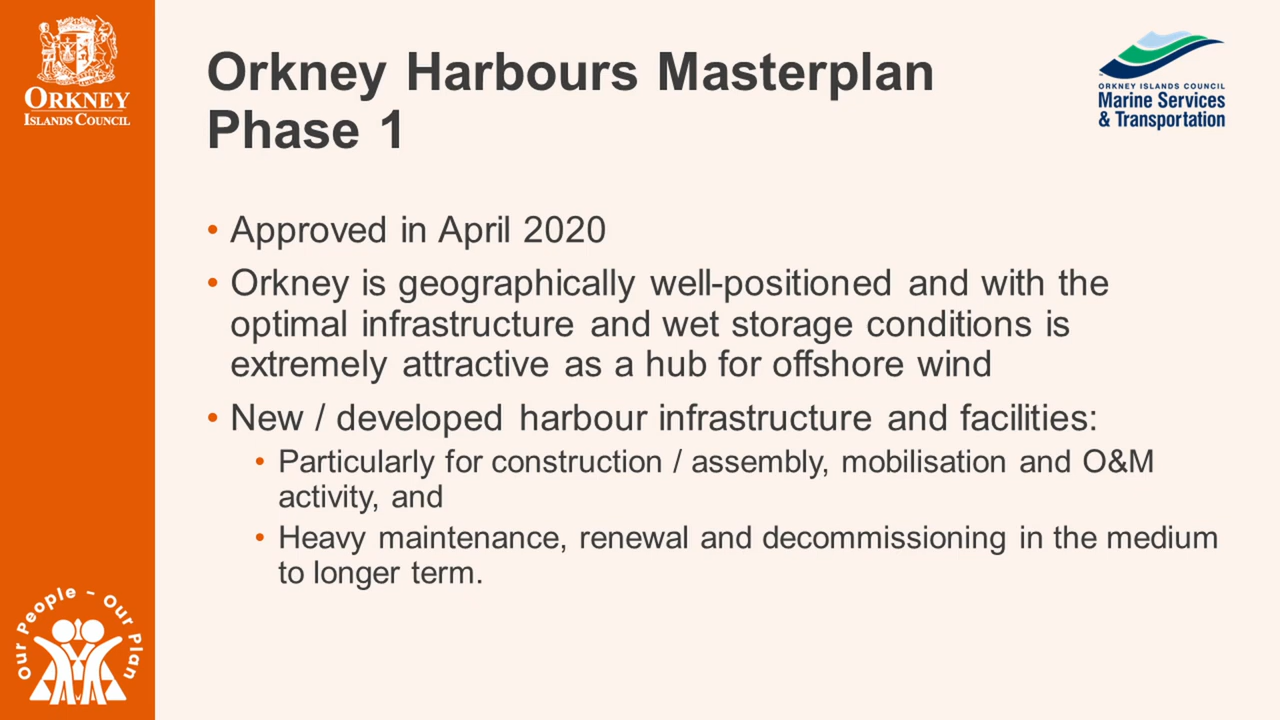 ORKNEY
ISLANDS COUNCIL
Orkney Harbours Masterplan
Phase 1
ORKNEY ISLANDS COUNCIL
Marine Services
& Transportation
• Approved in April 2020
• Orkney is geographically well-positioned and with the
optimal infrastructure and wet storage conditions is
extremely attractive as a hub for offshore wind
• New / developed harbour infrastructure and facilities:
• Particularly for construction / assembly, mobilisation and O&M
activity, and
• Heavy maintenance, renewal and decommissioning in the medium
to longer term.
Our People - Our Plan